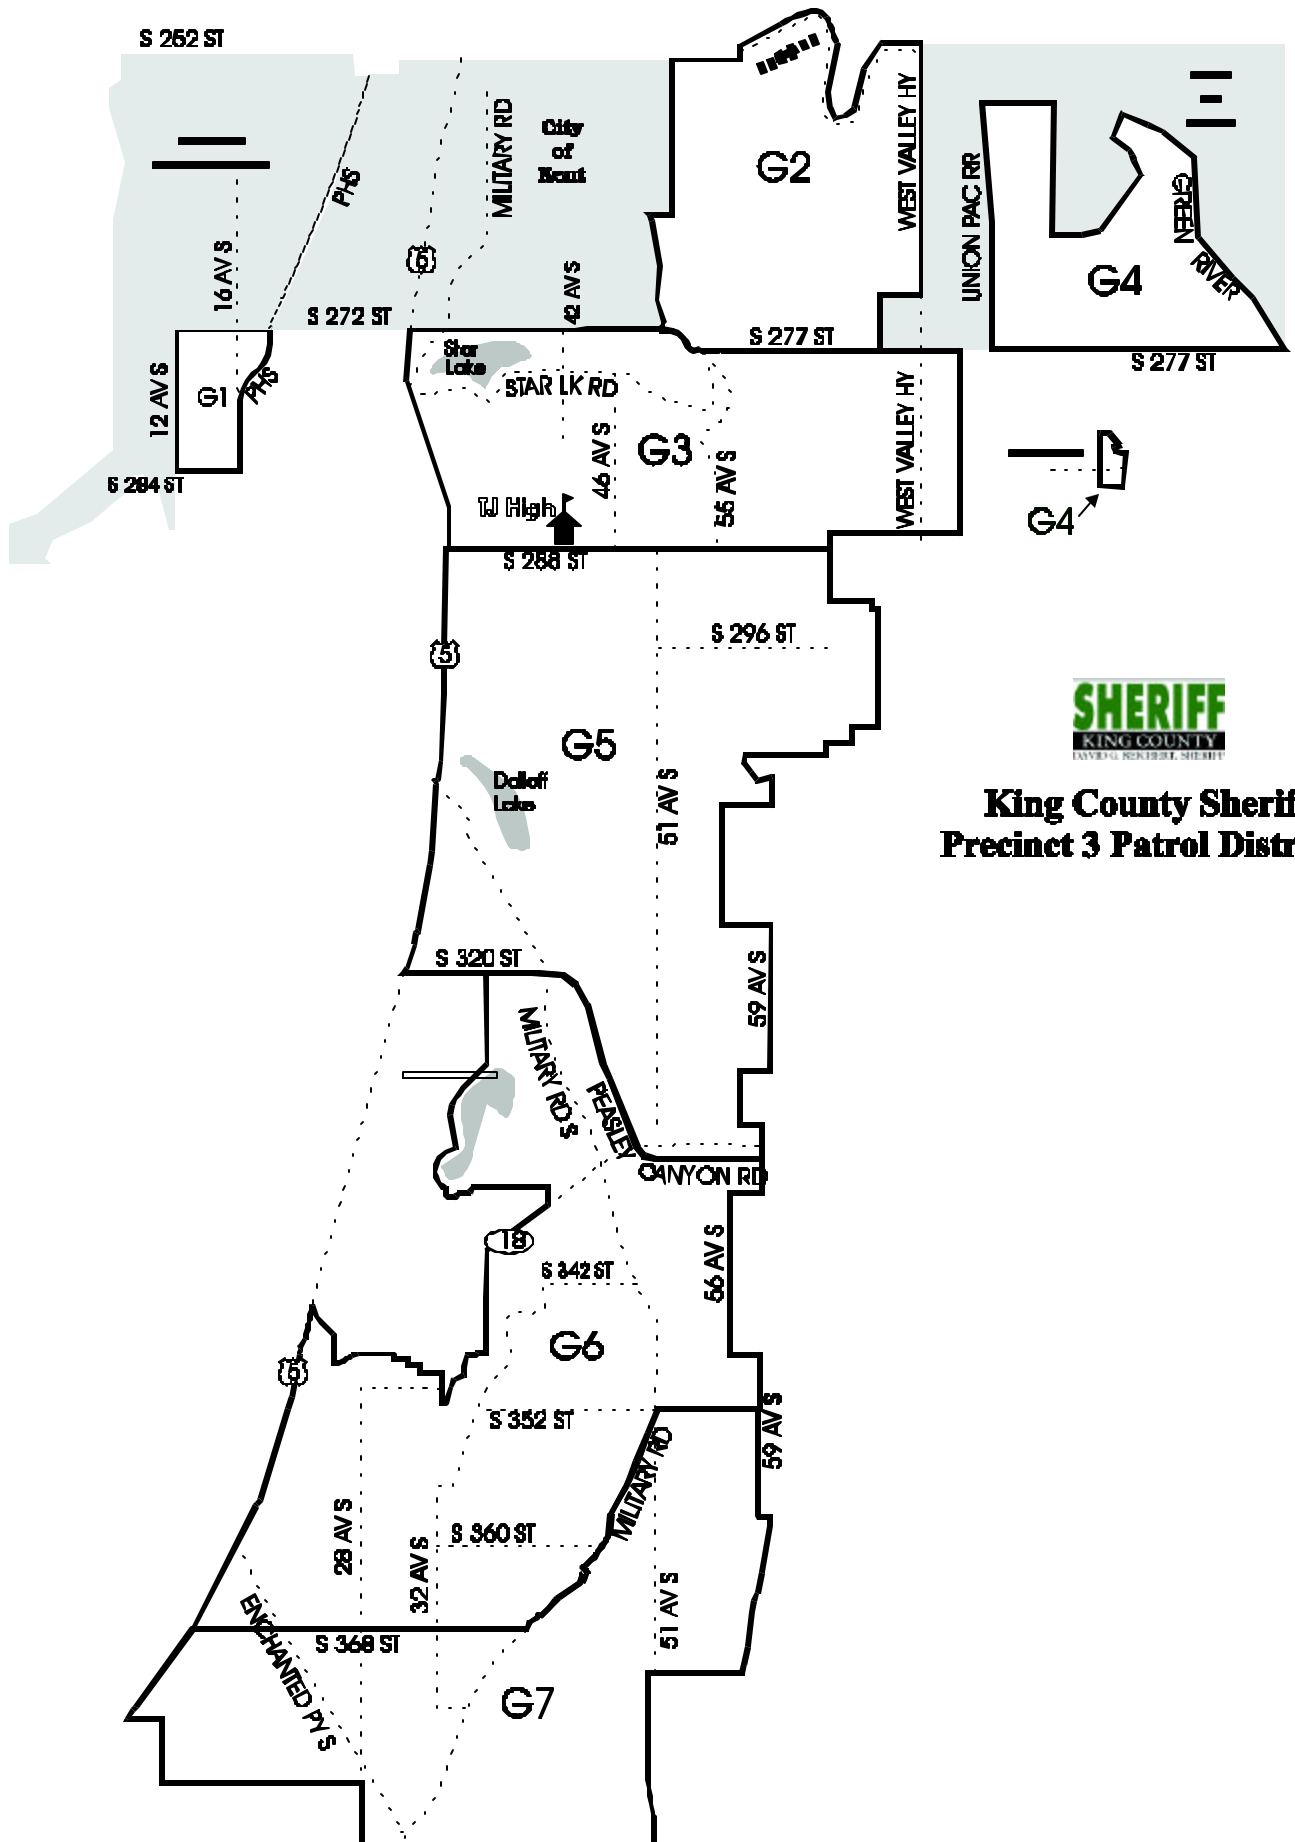 S 252 ST
MILITARY RD
City
of
Kent
PHS
16 AV S
5
42 AV S
S 272 ST
G2
WEST VALLEY HY
UNION PAC RR
GREEN
RIVER
G4
S 277 ST
S 277 ST
Star
Lake
STAR LK RD
12 AV S
G1
PHS
S 284 ST
46 AV S
G3
55 AV S
WEST VALLEY HY
TJ High
S 288 ST
G4
S 296 ST
5
SHERIFF
KING COUNTY
G5
Dolloff
Lake
51 AV S
King County Sherif
Precinct 3 Patrol Distr
S 320 ST
59 AV S
MILITARY RD S
PEASLEY
CANYON RD
18
56 AV S
S 342 ST
G6
5
S 352 ST
59 AV S
MILITARY RD
28 AV S
32 AV S
S 360 ST
51 AV S
ENCHANTED PY S
S 368 ST
G7